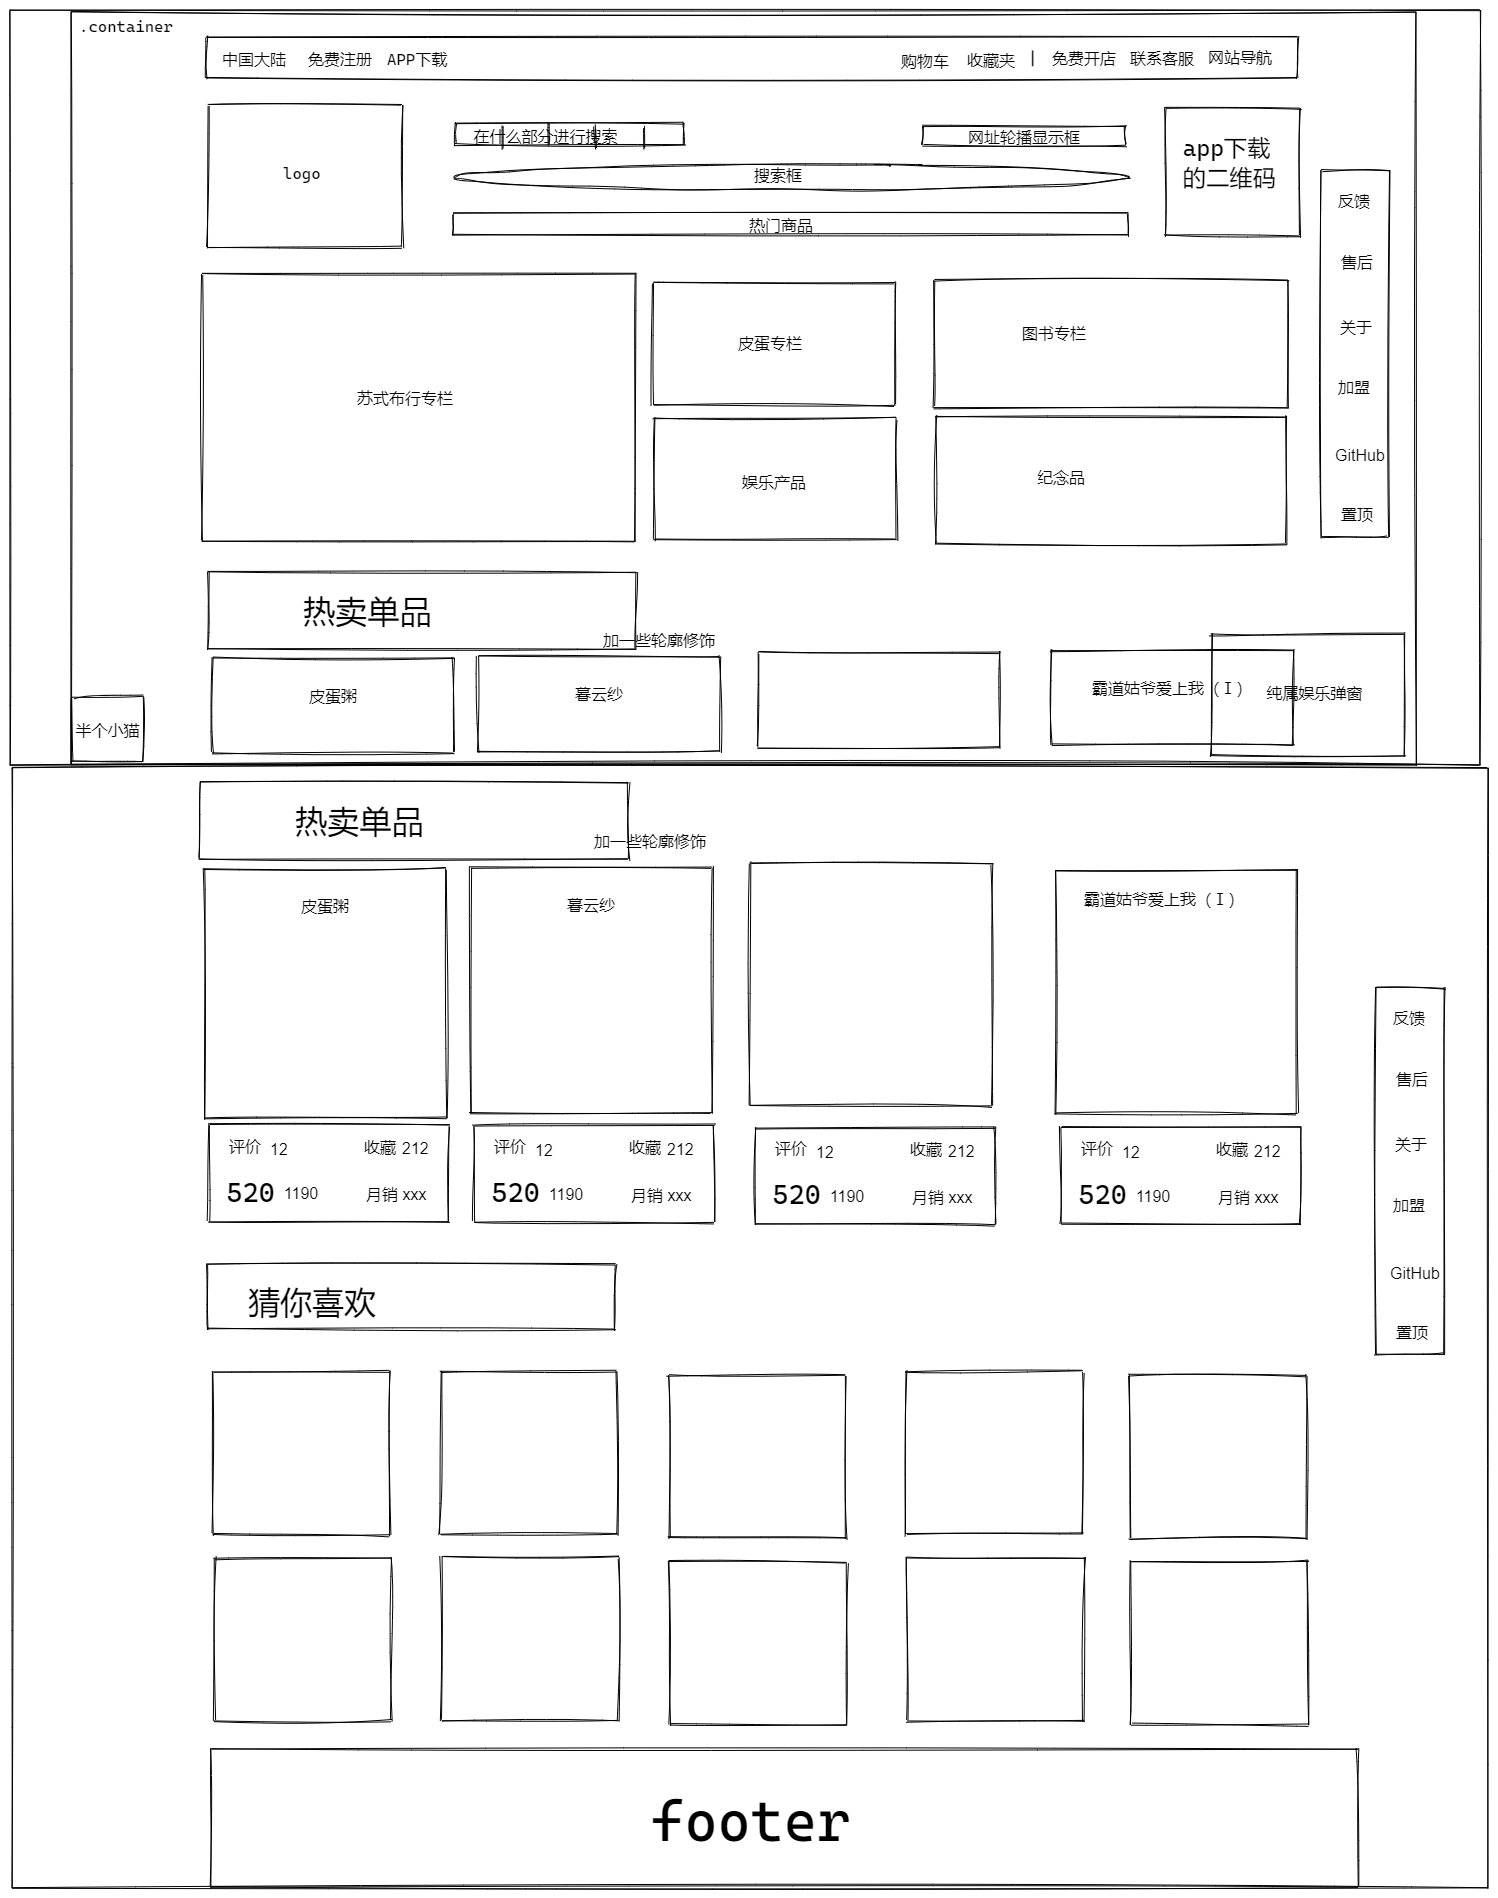 .container
中国大陆 免费注册 APP下载 购物车 收藏夹 | 免费开店 联系客服 网站导航
logo
在什么部分进行搜索
网址轮播显示框
搜索框
热门商品
app下载
的二维码
反馈
售后
关于
加盟
GitHub
置顶
苏式布行专栏
皮蛋专栏
图书专栏
娱乐产品
纪念品
热卖单品
加一些轮廓修饰
皮蛋粥
暮云纱
霸道姑爷爱上我（I）
纯属娱乐弹窗
半个小猫
热卖单品
加一些轮廓修饰
皮蛋粥
暮云纱
霸道姑爷爱上我（I）
评价 12 收藏 212
520 1190 月销 xxx
评价 12 收藏 212
520 1190 月销 xxx
评价 12 收藏 212
520 1190 月销 xxx
评价 12 收藏 212
520 1190 月销 xxx
反馈
售后
关于
加盟
GitHub
置顶
猜你喜欢
footer